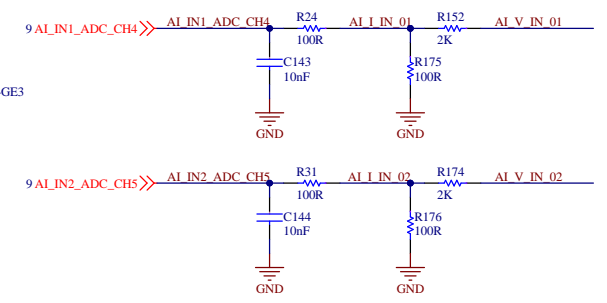 R24 R152
9 AI_IN1_ADC_CH4 AI_IN1_ADC_CH4 AI_I_IN_01 AI_V_IN_01
100R 2K
C143 R175
10nF 100R
GE3
GND GND
R31 R174
9 AI_IN2_ADC_CH5 AI_IN2_ADC_CH5 AI_I_IN_02 AI_V_IN_02
100R 2K
C144 R176
10nF 100R
GND GND